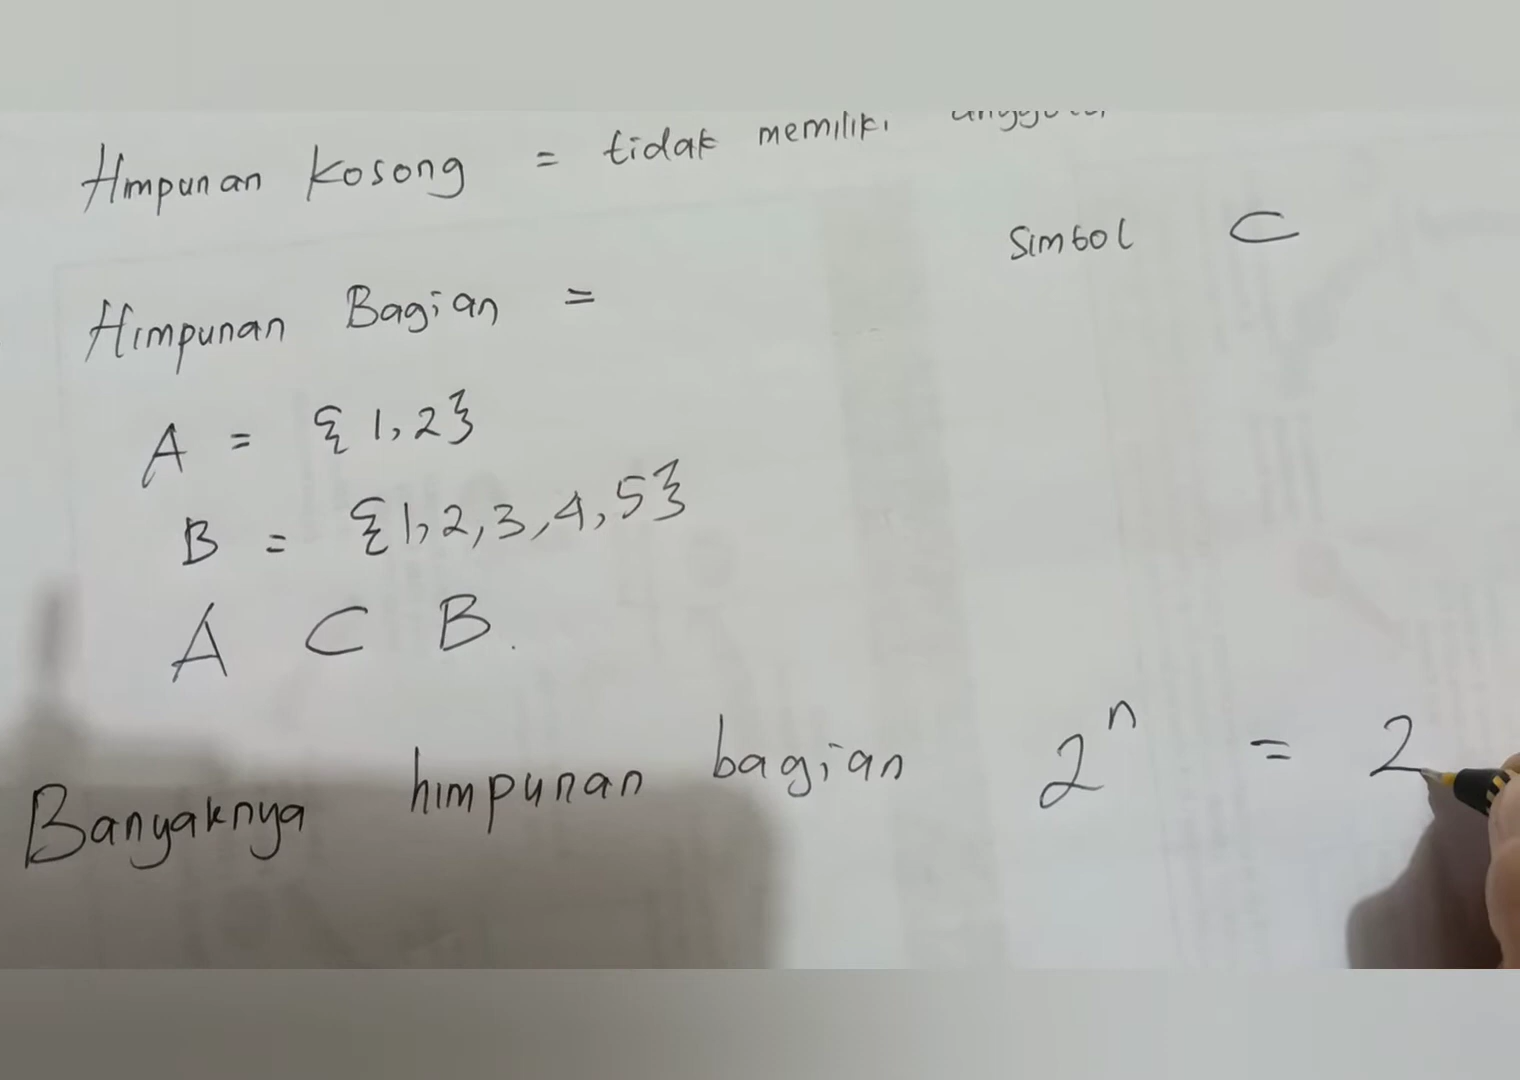 Himpunan Kosong = tidak memiliki
Simbol ⊂
Himpunan Bagian =
A = {1,2}
B = {1,2,3,4,5}
A ⊂ B.
Banyaknya himpunan bagian 2ⁿ = 2